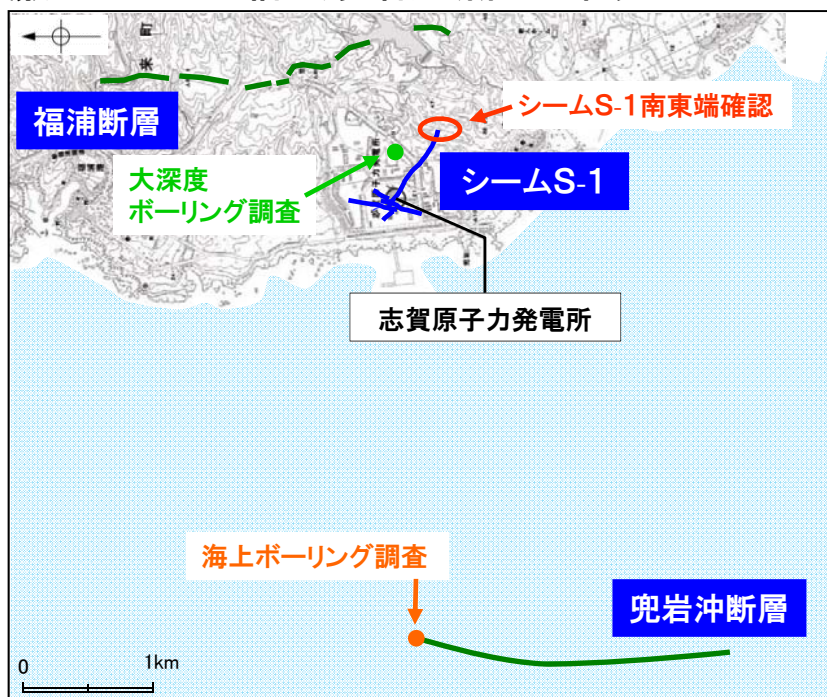 福浦断層
シームS-1南東端確認
大深度
ボーリング調査
シームS-1
志賀原子力発電所
海上ボーリング調査
兜岩沖断層
0 1km